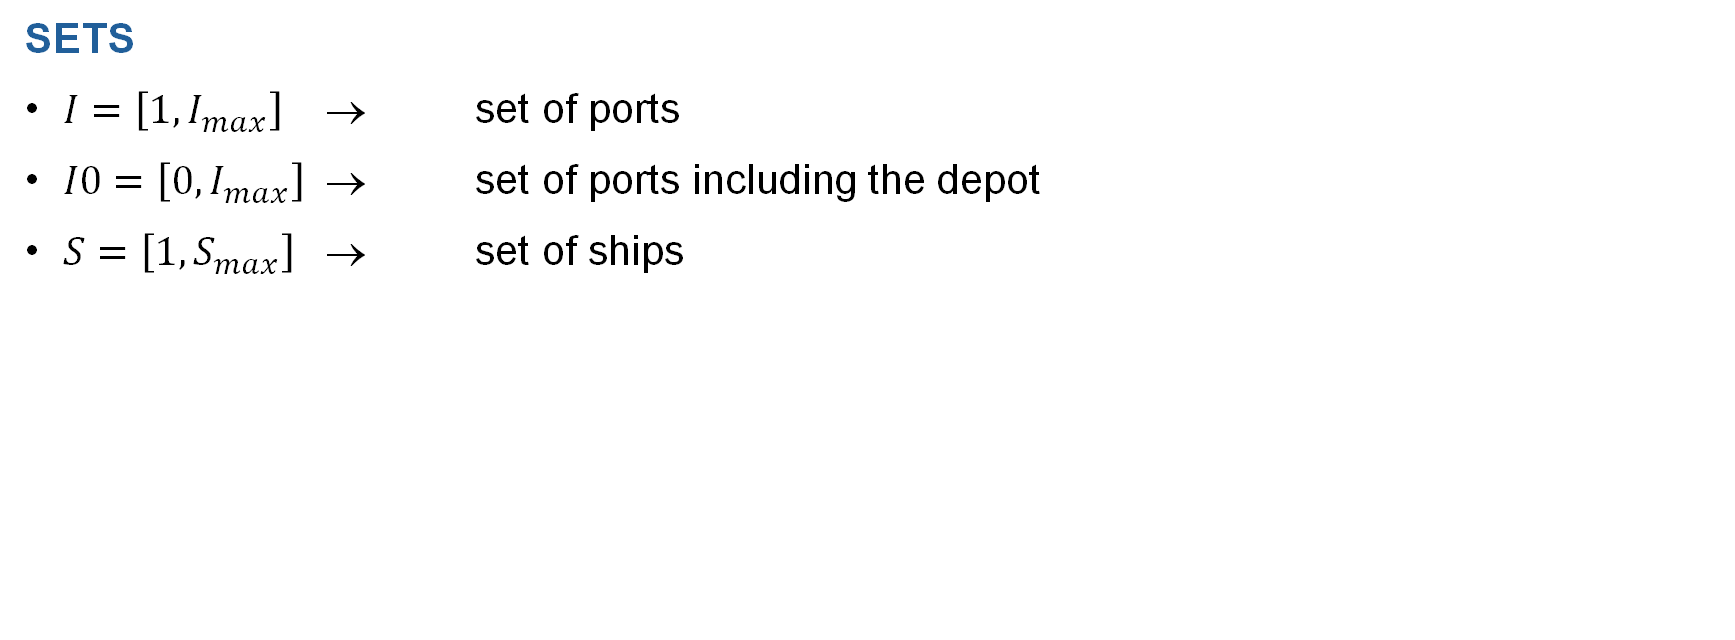 SETS
• I = [1, I_max] → set of ports
• I0 = [0, I_max] → set of ports including the depot
• S = [1, S_max] → set of ships